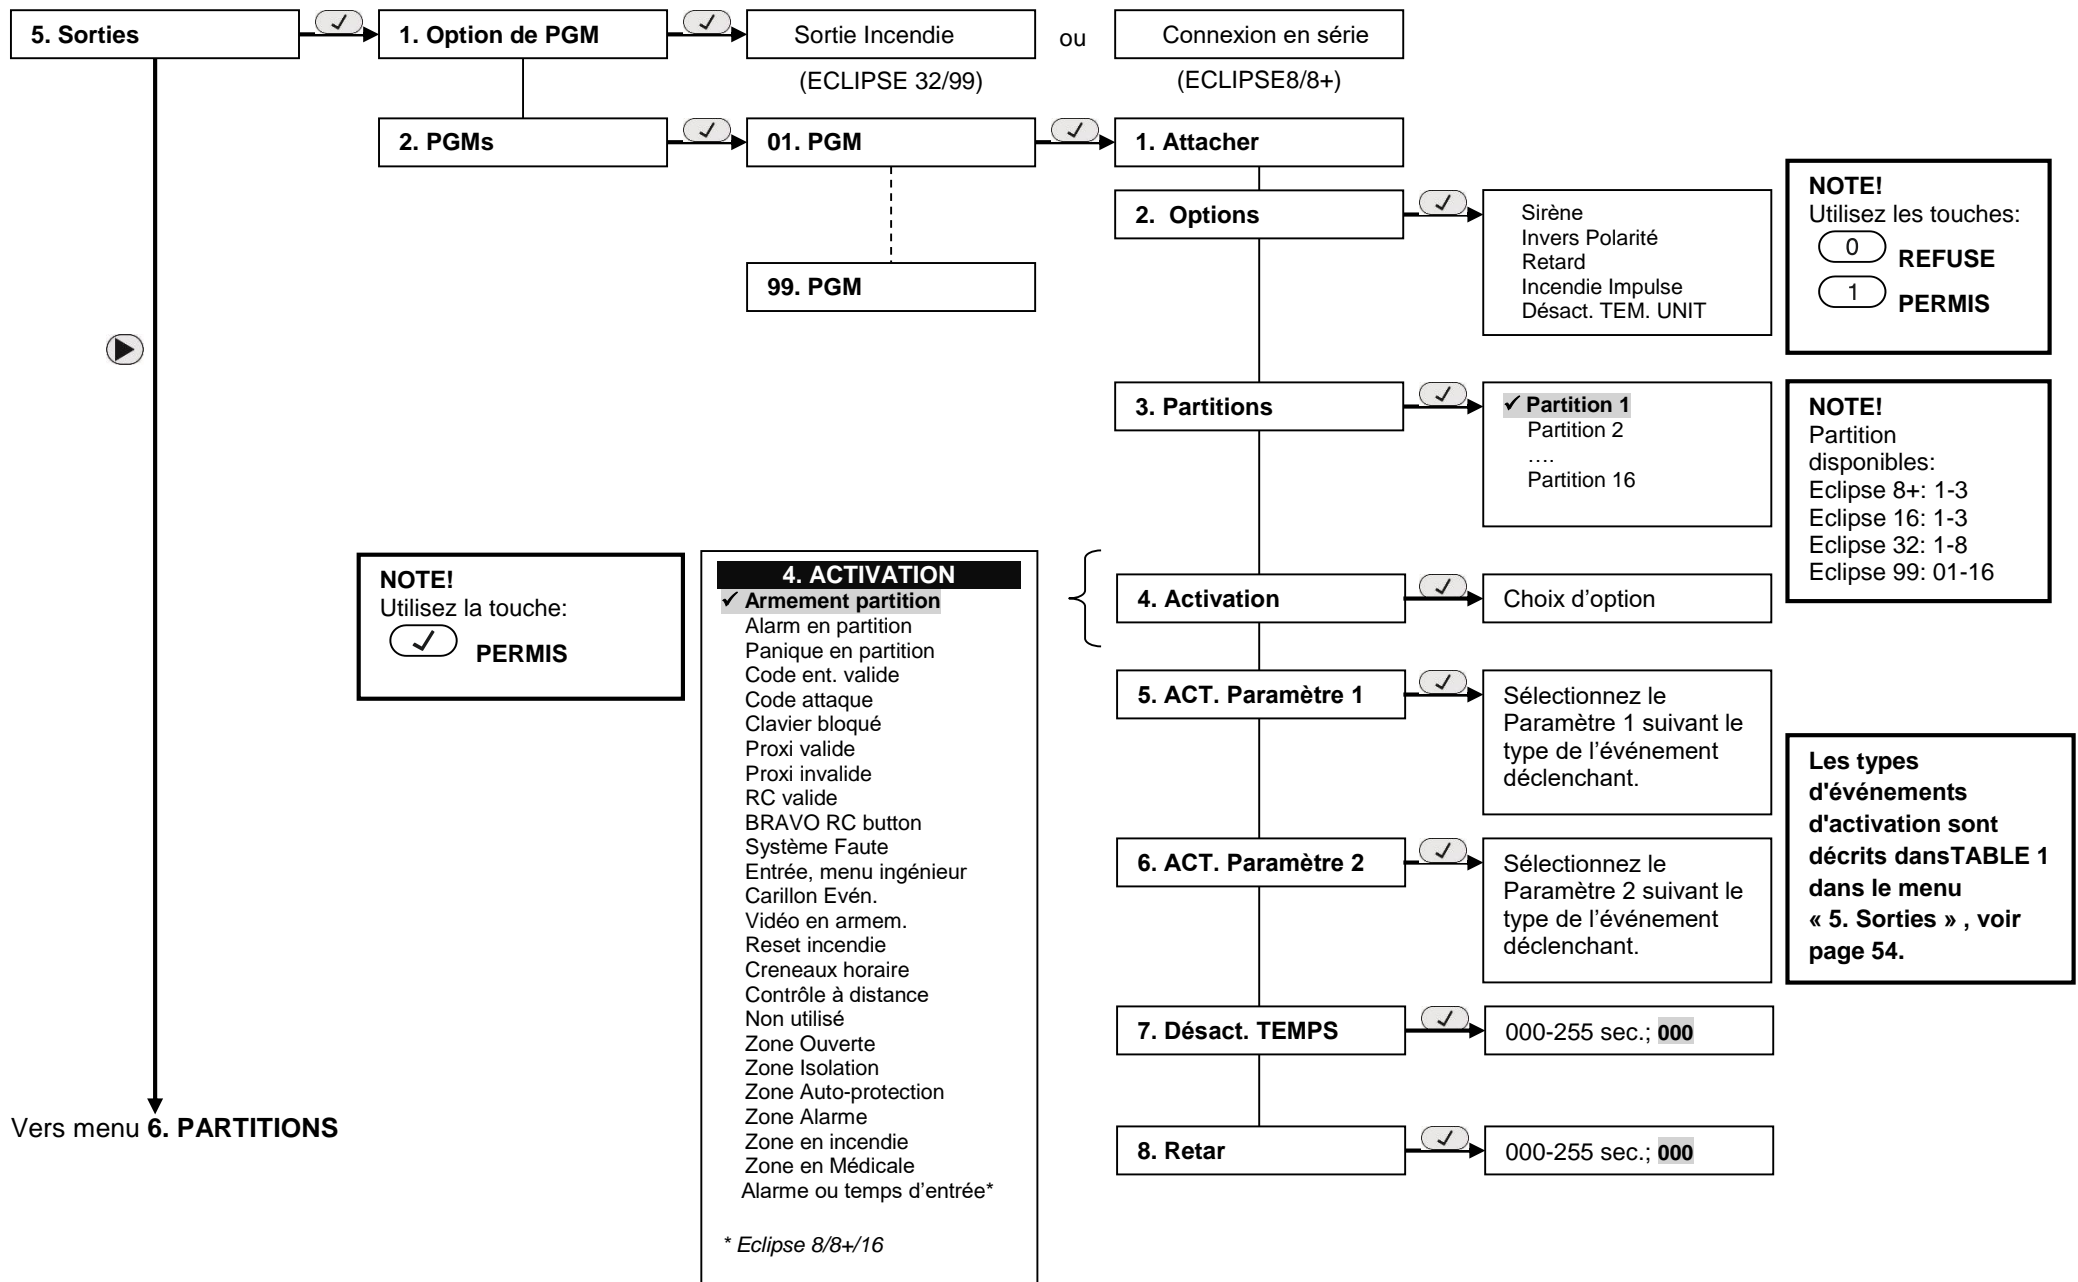 5. Sorties
1. Option de PGM
Sortie Incendie
ou
Connexion en série
(ECLIPSE 32/99)
(ECLIPSE8/8+)
2. PGMs
01. PGM
1. Attacher
99. PGM
2. Options
Sirène
Invers Polarité
Retard
Incendie Impulse
Désact. TEM. UNIT
NOTE!
Utilisez les touches:
0 REFUSE
1 PERMIS
3. Partitions
✓ Partition 1
Partition 2
….
Partition 16
NOTE!
Partition
disponibles:
Eclipse 8+: 1-3
Eclipse 16: 1-3
Eclipse 32: 1-8
Eclipse 99: 01-16
NOTE!
Utilisez la touche:
✓ PERMIS
4. ACTIVATION
✓ Armement partition
Alarm en partition
Panique en partition
Code ent. valide
Code attaque
Clavier bloqué
Proxi valide
Proxi invalide
RC valide
BRAVO RC button
Système Faute
Entrée, menu ingénieur
Carillon Evén.
Vidéo en armem.
Reset incendie
Creneaux horaire
Contrôle à distance
Non utilisé
Zone Ouverte
Zone Isolation
Zone Auto-protection
Zone Alarme
Zone en incendie
Zone en Médicale
Alarme ou temps d’entrée*
* Eclipse 8/8+/16
4. Activation
Choix d’option
5. ACT. Paramètre 1
Sélectionnez le
Paramètre 1 suivant le
type de l’événement
déclenchant.
6. ACT. Paramètre 2
Sélectionnez le
Paramètre 2 suivant le
type de l’événement
déclenchant.
Les types
d'événements
d'activation sont
décrits dansTABLE 1
dans le menu
« 5. Sorties » , voir
page 54.
7. Désact. TEMPS
000-255 sec.; 000
8. Retar
000-255 sec.; 000
Vers menu 6. PARTITIONS